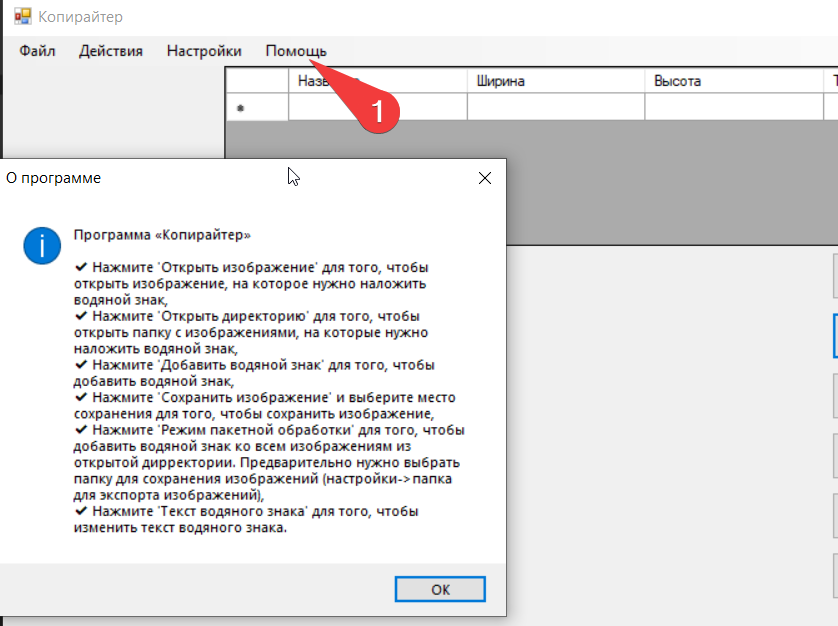 Копирайтер
Файл Действия Настройки Помощь
Ширина Высота
1
О программе
Программа «Копирайтер»
✔ Нажмите 'Открыть изображение' для того, чтобы
открыть изображение, на которое нужно наложить
водяной знак,
✔ Нажмите 'Открыть директорию' для того, чтобы
открыть папку с изображениями, на которые нужно
наложить водяной знак,
✔ Нажмите 'Добавить водяной знак' для того, чтобы
добавить водяной знак,
✔ Нажмите 'Сохранить изображение' и выберите место
сохранения для того, чтобы сохранить изображение,
✔ Нажмите 'Режим пакетной обработки' для того, чтобы
добавить водяной знак ко всем изображениям из
открытой дирректории. Предварительно нужно выбрать
папку для сохранения изображений (настройки->папка
для экспорта изображений),
✔ Нажмите 'Текст водяного знака' для того, чтобы
изменить текст водяного знака.
OK